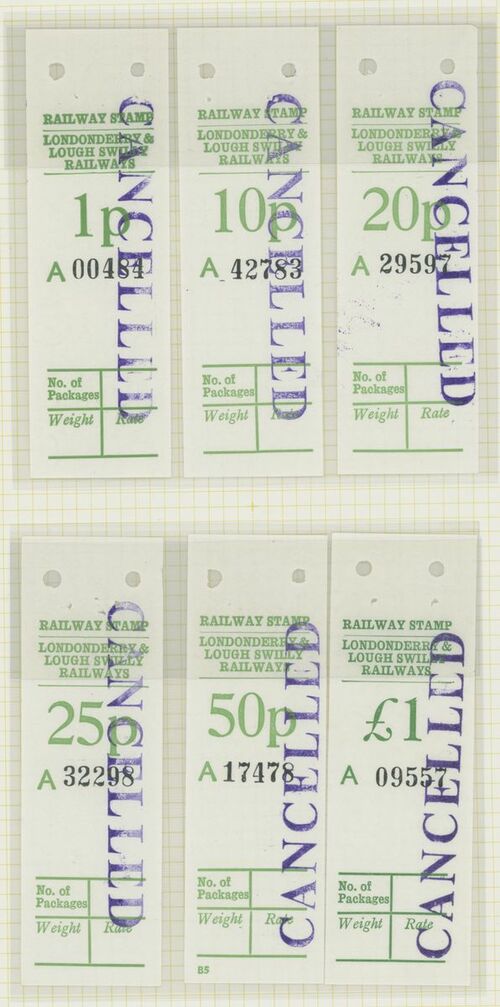 RAILWAY STAMP
LONDONDERRY &
LOUGH SWILLY
RAILWAYS
1p
A 00484
No. of
Packages
Weight Rate
CANCELLED
RAILWAY STAMP
LONDONDERRY &
LOUGH SWILLY
RAILWAYS
10p
A 42783
No. of
Packages
Weight Rate
CANCELLED
RAILWAY STAMP
LONDONDERRY &
LOUGH SWILLY
RAILWAYS
20p
A 29597
No. of
Packages
Weight Rate
CANCELLED
RAILWAY STAMP
LONDONDERRY &
LOUGH SWILLY
RAILWAYS
25p
A 32298
No. of
Packages
Weight Rate
CANCELLED
RAILWAY STAMP
LONDONDERRY &
LOUGH SWILLY
RAILWAYS
50p
A 17478
No. of
Packages
Weight Rate
B5
CANCELLED
RAILWAY STAMP
LONDONDERRY &
LOUGH SWILLY
RAILWAYS
£1
A 09557
No. of
Packages
Weight Rate
CANCELLED